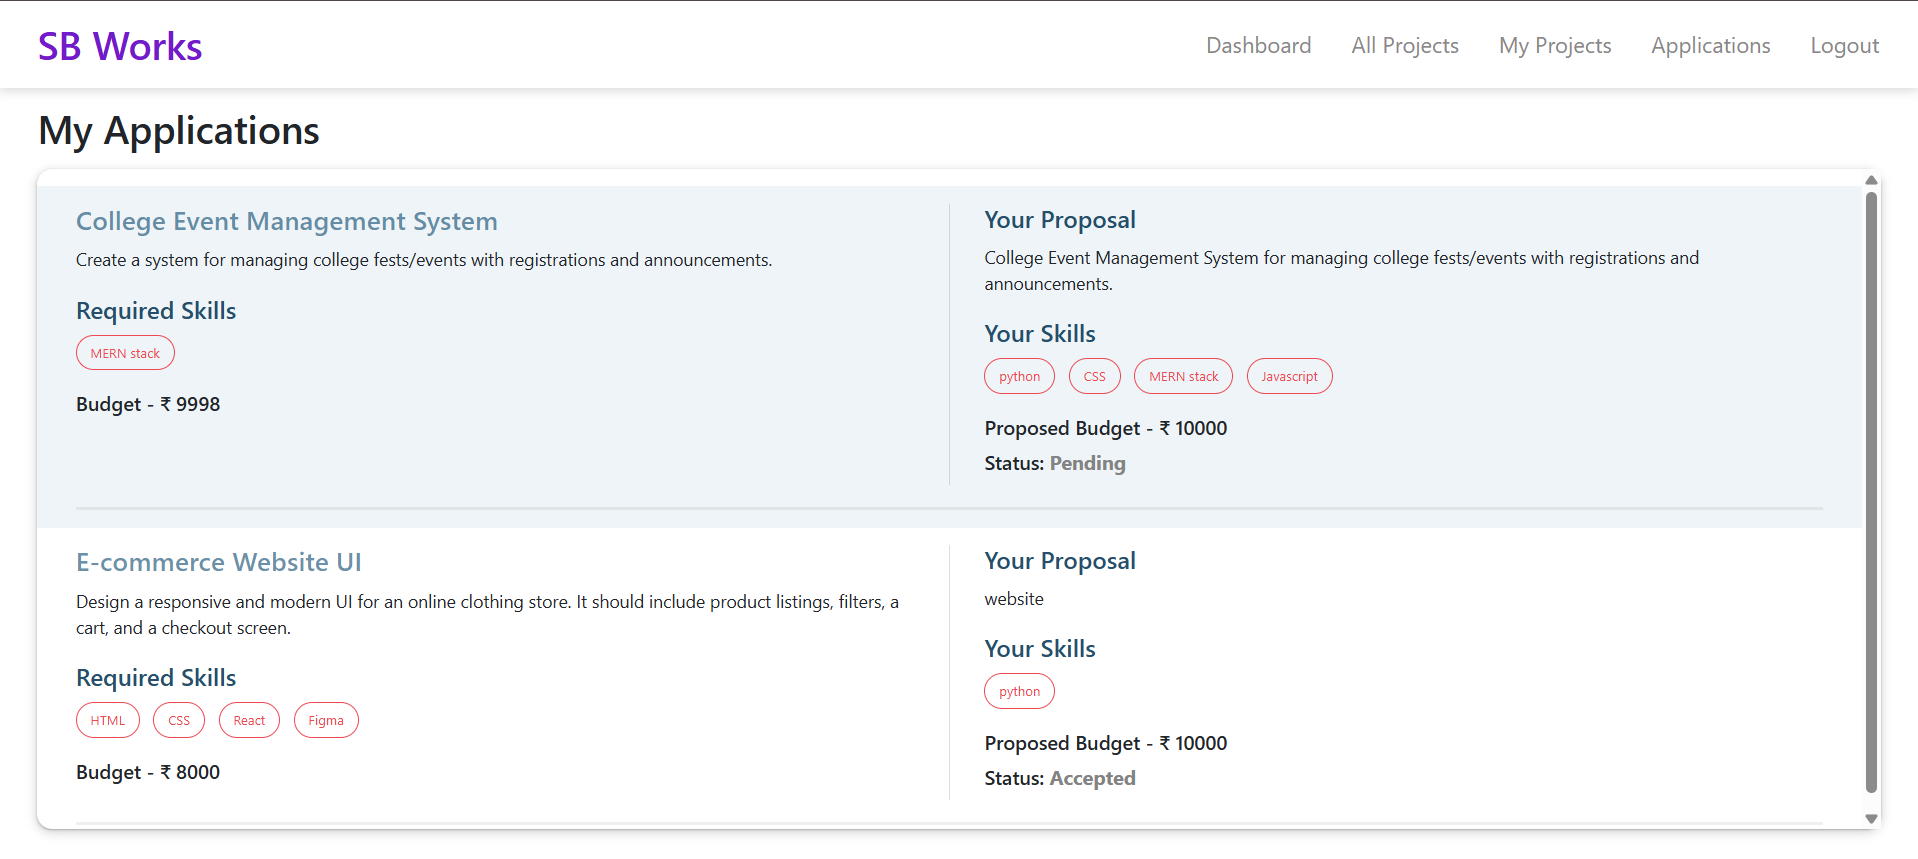 SB Works
Dashboard All Projects My Projects Applications Logout
My Applications
College Event Management System
Create a system for managing college fests/events with registrations and announcements.
Required Skills
MERN stack
Budget - ₹ 9998
Your Proposal
College Event Management System for managing college fests/events with registrations and
announcements.
Your Skills
python CSS MERN stack Javascript
Proposed Budget - ₹ 10000
Status: Pending
E-commerce Website UI
Design a responsive and modern UI for an online clothing store. It should include product listings, filters, a
cart, and a checkout screen.
Required Skills
HTML CSS React Figma
Budget - ₹ 8000
Your Proposal
website
Your Skills
python
Proposed Budget - ₹ 10000
Status: Accepted